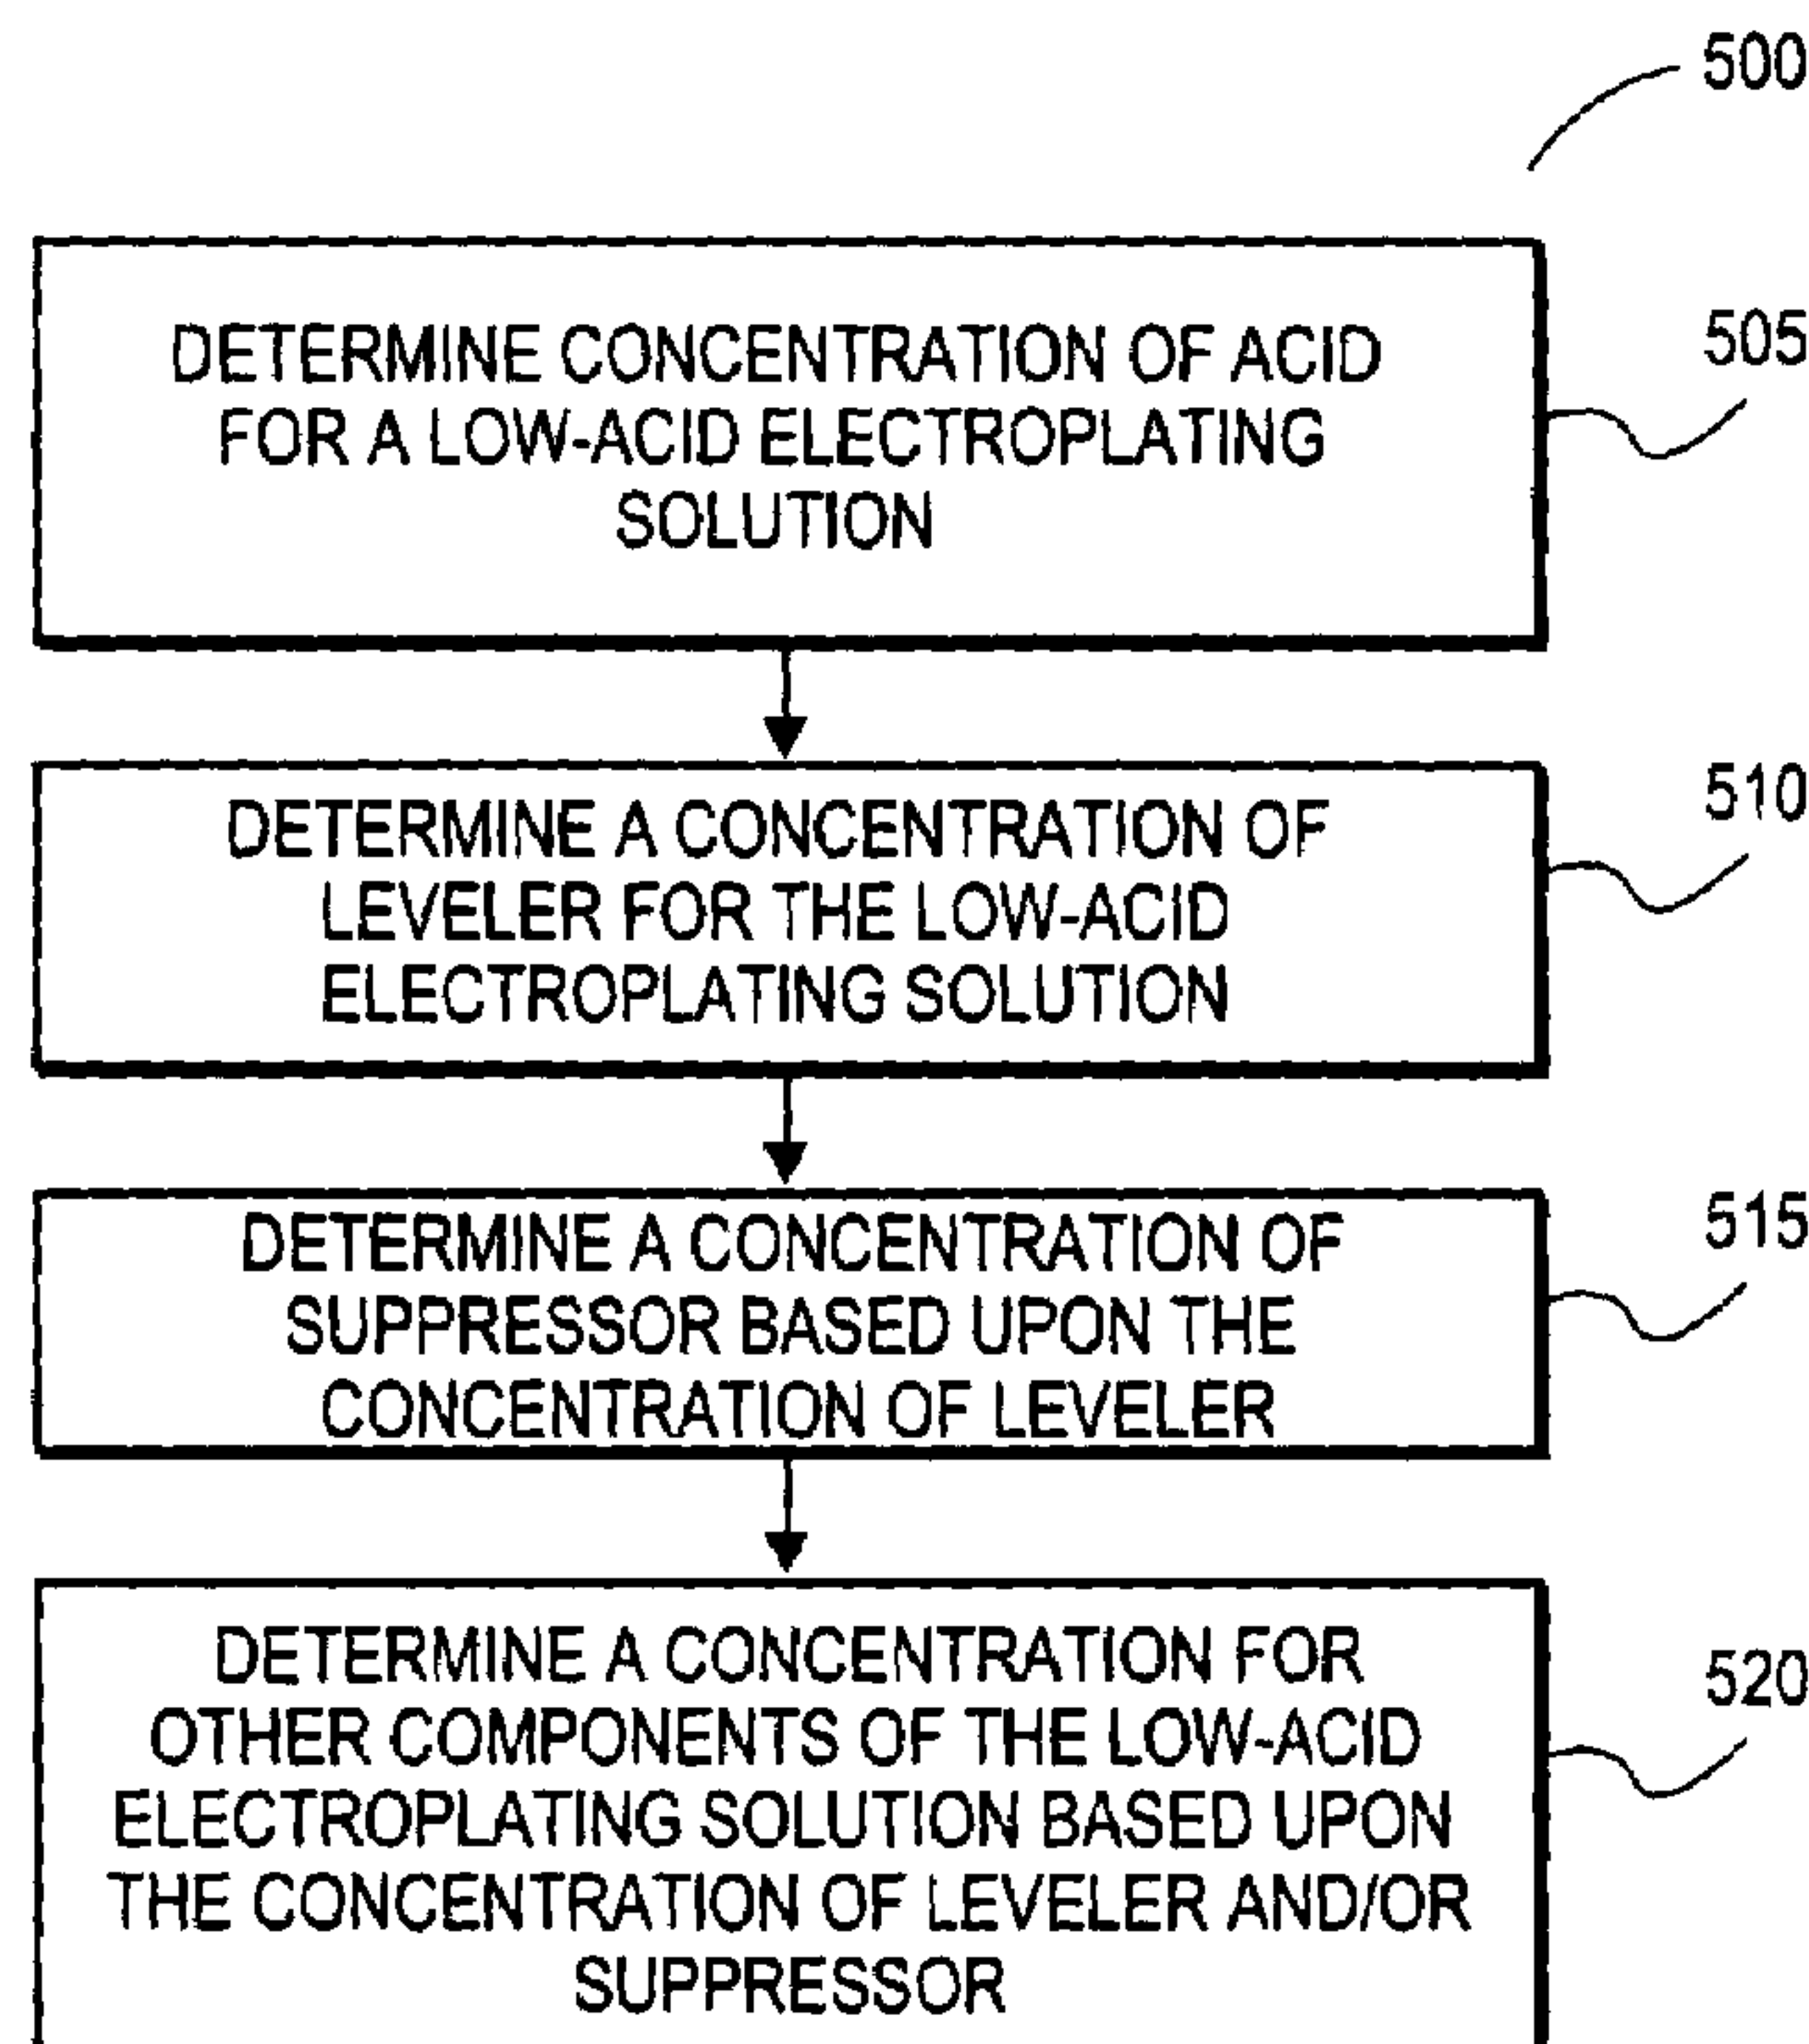 500
DETERMINE CONCENTRATION OF ACID
FOR A LOW-ACID ELECTROPLATING
SOLUTION
505
DETERMINE A CONCENTRATION OF
LEVELER FOR THE LOW-ACID
ELECTROPLATING SOLUTION
510
DETERMINE A CONCENTRATION OF
SUPPRESSOR BASED UPON THE
CONCENTRATION OF LEVELER
515
DETERMINE A CONCENTRATION FOR
OTHER COMPONENTS OF THE LOW-ACID
ELECTROPLATING SOLUTION BASED UPON
THE CONCENTRATION OF LEVELER AND/OR
SUPPRESSOR
520